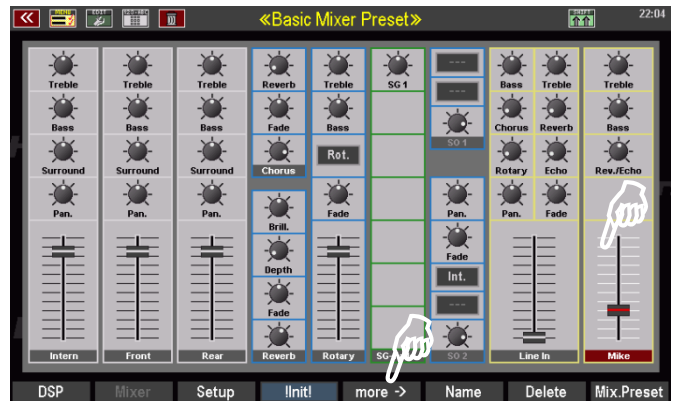 MENU
EDIT
«Basic Mixer Preset»
SHIFT
22:04
Treble
Treble
Treble
Reverb
Treble
SG 1
---
Bass
Treble
Treble
---
Bass
Bass
Bass
Fade
Bass
SO 1
Chorus
Reverb
Bass
Surround
Surround
Surround
Chorus
Rot.
Rotary
Echo
Rev./Echo
Pan.
Pan.
Pan.
Brill.
Fade
Pan.
Pan.
Fade
Depth
Fade
Int.
Fade
---
Intern
Front
Rear
Reverb
Rotary
SO 2
Line In
Mike
DSP
Mixer
Setup
!Init!
more ->
Name
Delete
Mix.Preset